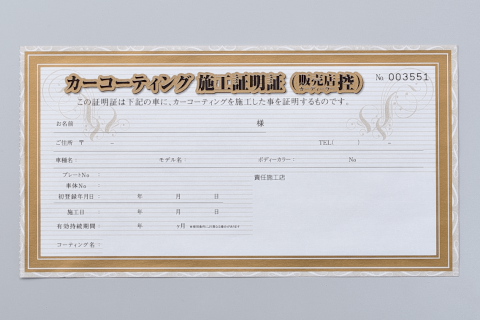 カーコーティング 施工証明証（販売店控） № 003551
この証明証は下記の車に、カーコーティングを施工した事を証明するものです。
お名前 様
ご住所 〒 - TEL( ) -
車種名： モデル名： ボディーカラー： No
プレートNo： 責任施工店
車体No：
初登録年月日： 年 月 日
施工日： 年 月 日
有効持続期間： 年 ヶ月
コーティング名：